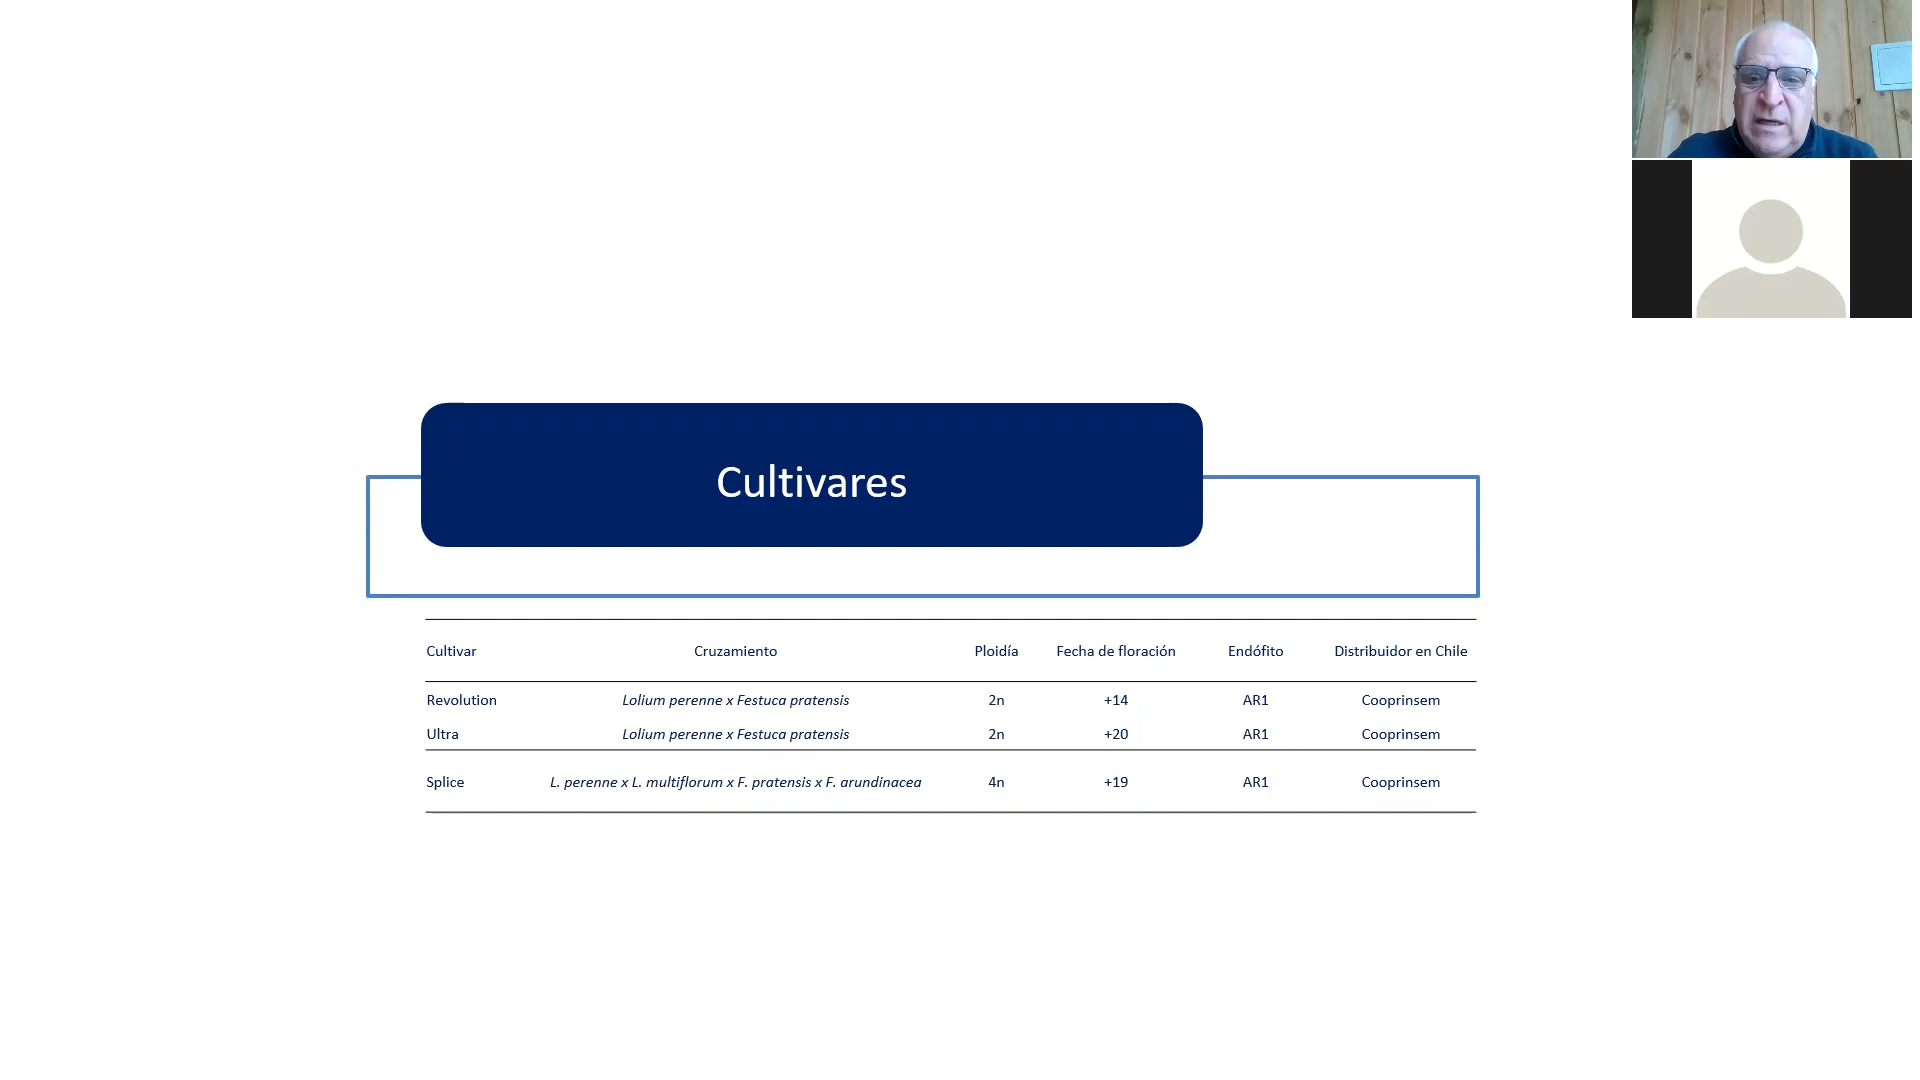 Cultivares
Cultivar Cruzamiento Ploidía Fecha de floración Endófito Distribuidor en Chile
Revolution Lolium perenne x Festuca pratensis 2n +14 AR1 Cooprinsem
Ultra Lolium perenne x Festuca pratensis 2n +20 AR1 Cooprinsem
Splice L. perenne x L. multiflorum x F. pratensis x F. arundinacea 4n +19 AR1 Cooprinsem